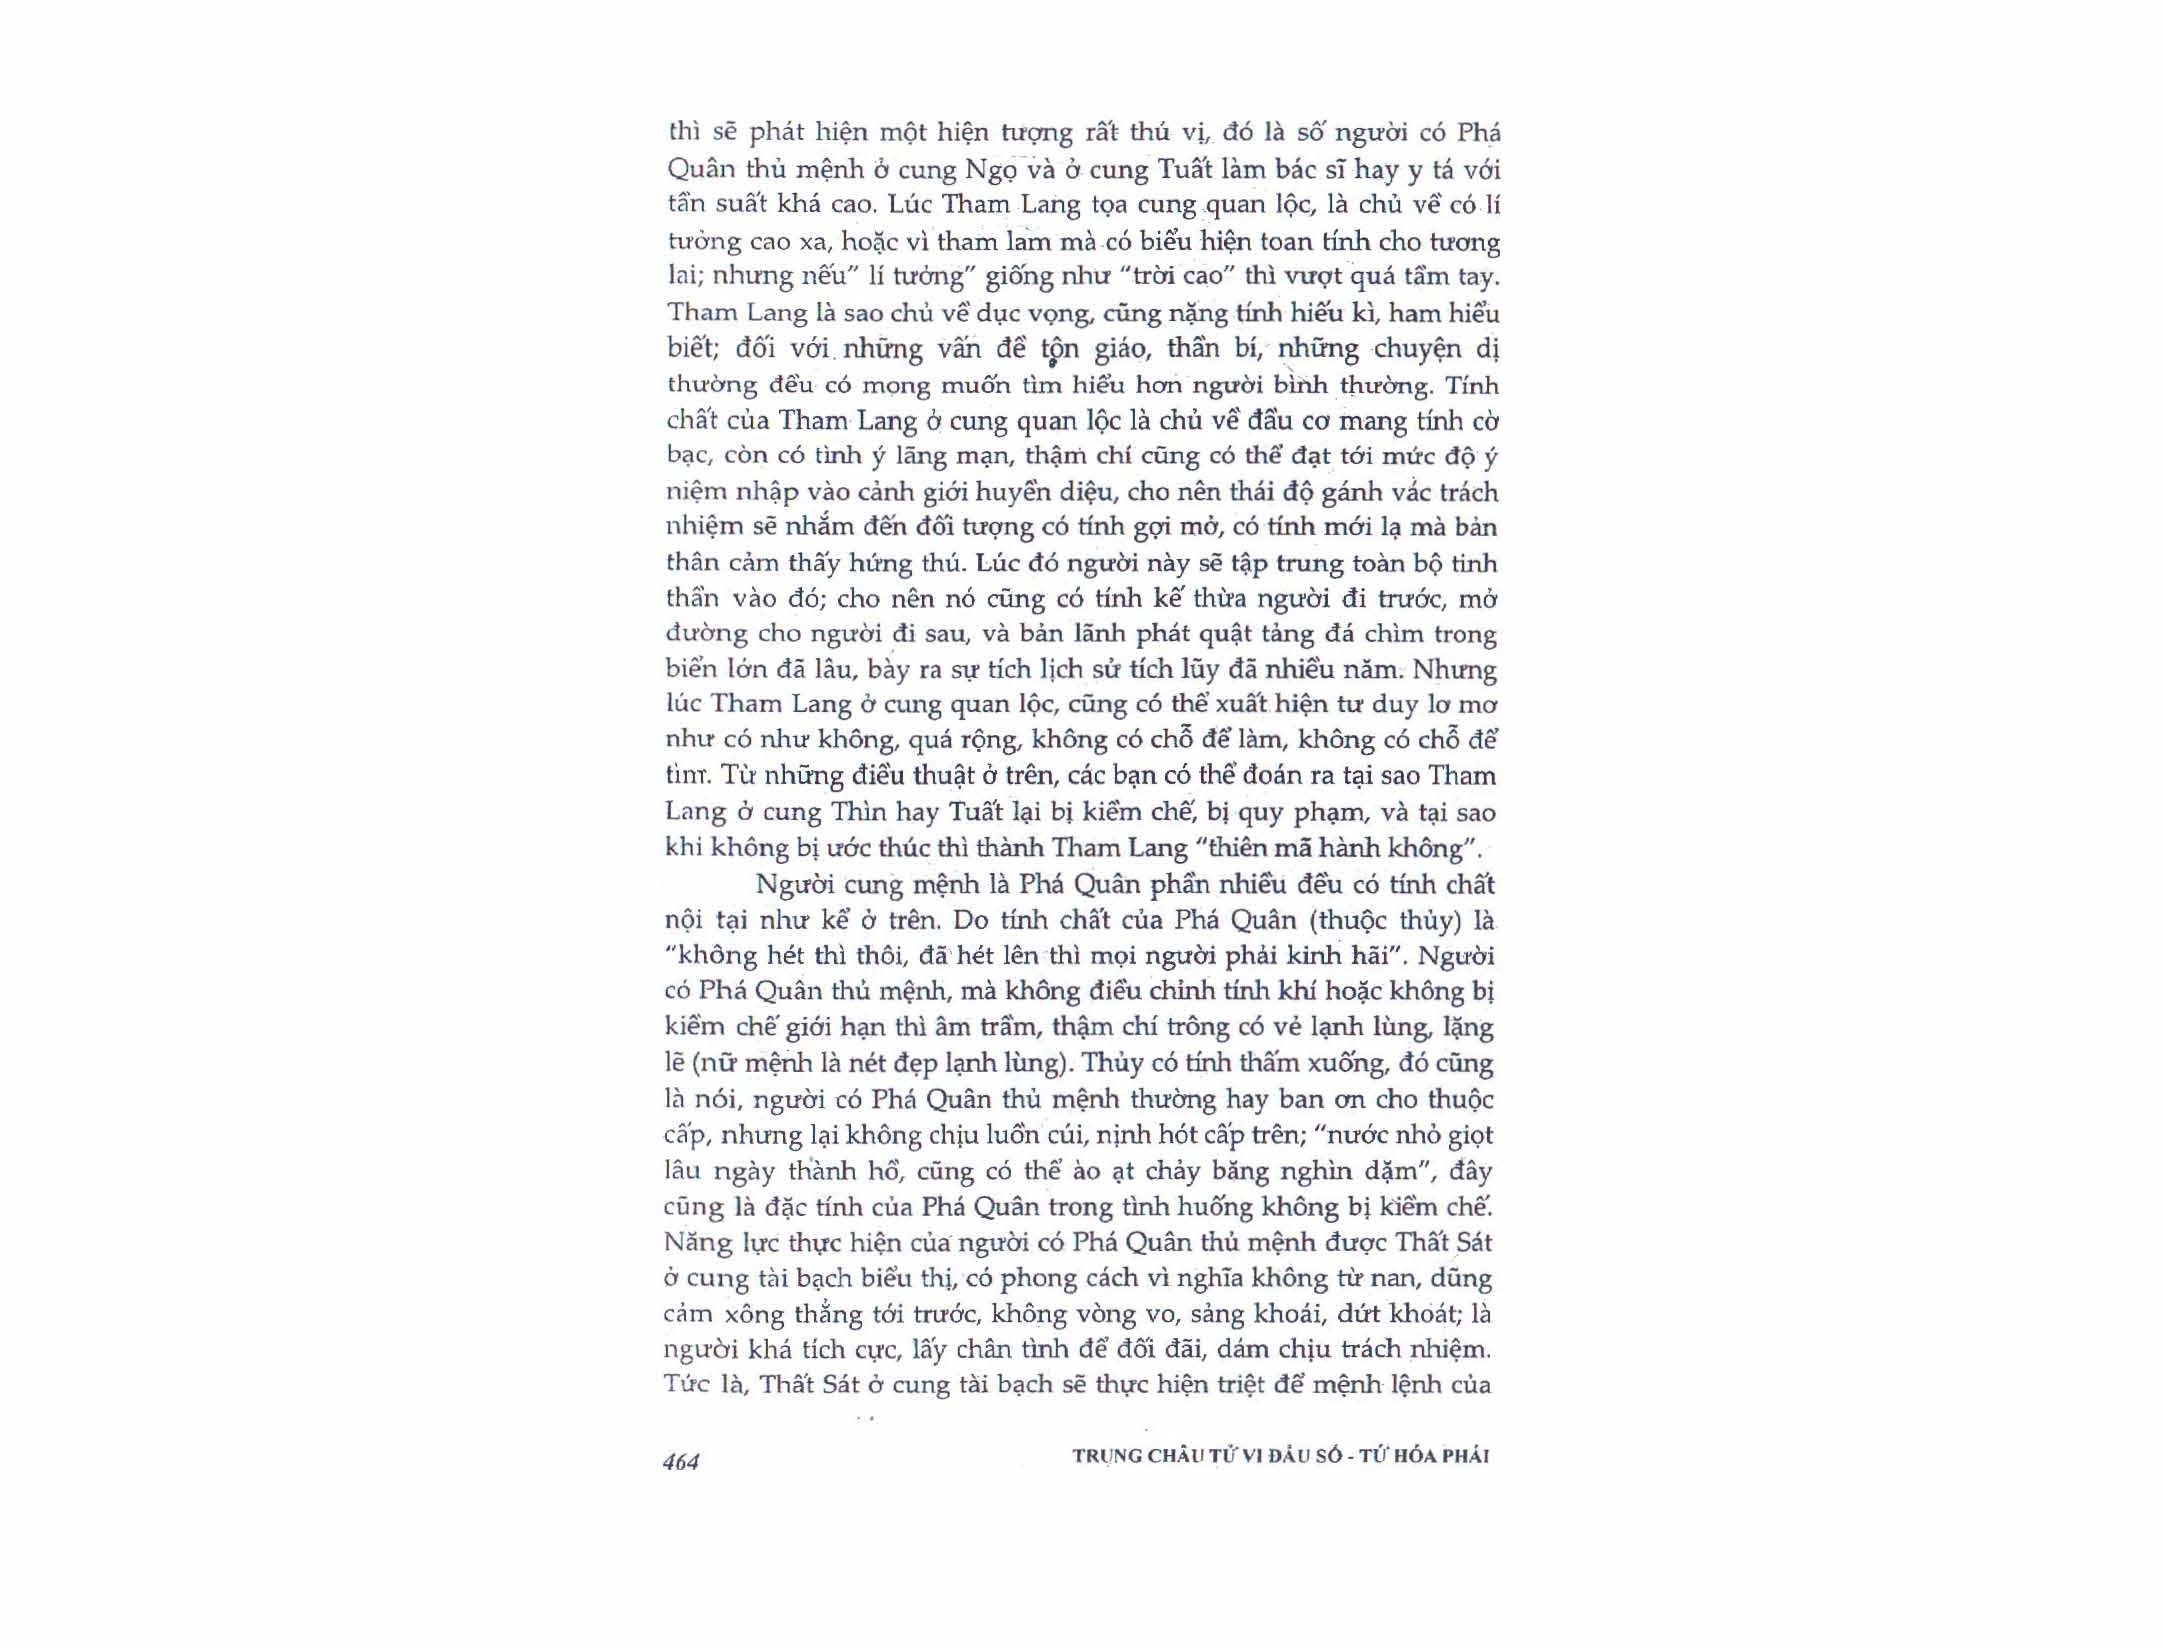 thì sẽ phát hiện một hiện tượng rất thú vị, đó là số người có Phá
Quân thủ mệnh ở cung Ngọ và ở cung Tuất làm bác sĩ hay y tá với
tần suất khá cao. Lúc Tham Lang tọa cung quan lộc, là chủ về có lí
tưởng cao xa, hoặc vì tham lam mà có biểu hiện toan tính cho tương
lai; nhưng nếu" lí tưởng" giống như "trời cao" thì vượt quá tầm tay.
Tham Lang là sao chủ về dục vọng, cũng nặng tính hiếu kì, ham hiểu
biết; đối với những vấn đề tôn giáo, thần bí, những chuyện dị
thường đều có mong muốn tìm hiểu hơn người bình thường. Tính
chất của Tham Lang ở cung quan lộc là chủ về đầu cơ mang tính cờ
bạc, còn có tình ý lãng mạn, thậm chí cũng có thể đạt tới mức độ ý
niệm nhập vào cảnh giới huyền diệu, cho nên thái độ gánh vác trách
nhiệm sẽ nhắm đến đối tượng có tính gợi mở, có tính mới lạ mà bản
thân cảm thấy hứng thú. Lúc đó người này sẽ tập trung toàn bộ tinh
thần vào đó; cho nên nó cũng có tính kế thừa người đi trước, mở
đường cho người đi sau, và bản lãnh phát quật tảng đá chìm trong
biển lớn đã lâu, bày ra sự tích lịch sử tích lũy đã nhiều năm. Nhưng
lúc Tham Lang ở cung quan lộc, cũng có thể xuất hiện tư duy lơ mơ
như có như không, quá rộng, không có chỗ để làm, không có chỗ để
tìm. Từ những điều thuật ở trên, các bạn có thể đoán ra tại sao Tham
Lang ở cung Thìn hay Tuất lại bị kiềm chế, bị quy phạm, và tại sao
khi không bị ước thúc thì thành Tham Lang "thiên mã hành không".
Người cung mệnh là Phá Quân phần nhiều đều có tính chất
nội tại như kể ở trên. Do tính chất của Phá Quân (thuộc thủy) là
"không hét thì thôi, đã hét lên thì mọi người phải kinh hãi". Người
có Phá Quân thủ mệnh, mà không điều chỉnh tính khí hoặc không bị
kiềm chế giới hạn thì âm trầm, thậm chí trông có vẻ lạnh lùng, lặng
lẽ (nữ mệnh là nét đẹp lạnh lùng). Thủy có tính thấm xuống, đó cũng
là nói, người có Phá Quân thủ mệnh thường hay ban ơn cho thuộc
cấp, nhưng lại không chịu luồn cúi, nịnh hót cấp trên; "nước nhỏ giọt
lâu ngày thành hồ, cũng có thể ào ạt chảy băng nghìn dặm", đây
cũng là đặc tính của Phá Quân trong tình huống không bị kiềm chế.
Năng lực thực hiện của người có Phá Quân thủ mệnh được Thất Sát
ở cung tài bạch biểu thị, có phong cách vì nghĩa không từ nan, dũng
cảm xông thẳng tới trước, không vòng vo, sảng khoái, dứt khoát; là
người khá tích cực, lấy chân tình để đối đãi, dám chịu trách nhiệm.
Tức là, Thất Sát ở cung tài bạch sẽ thực hiện triệt để mệnh lệnh của
464
TRUNG CHÂU TỬ VI ĐẨU SỐ - TỨ HÓA PHÁI